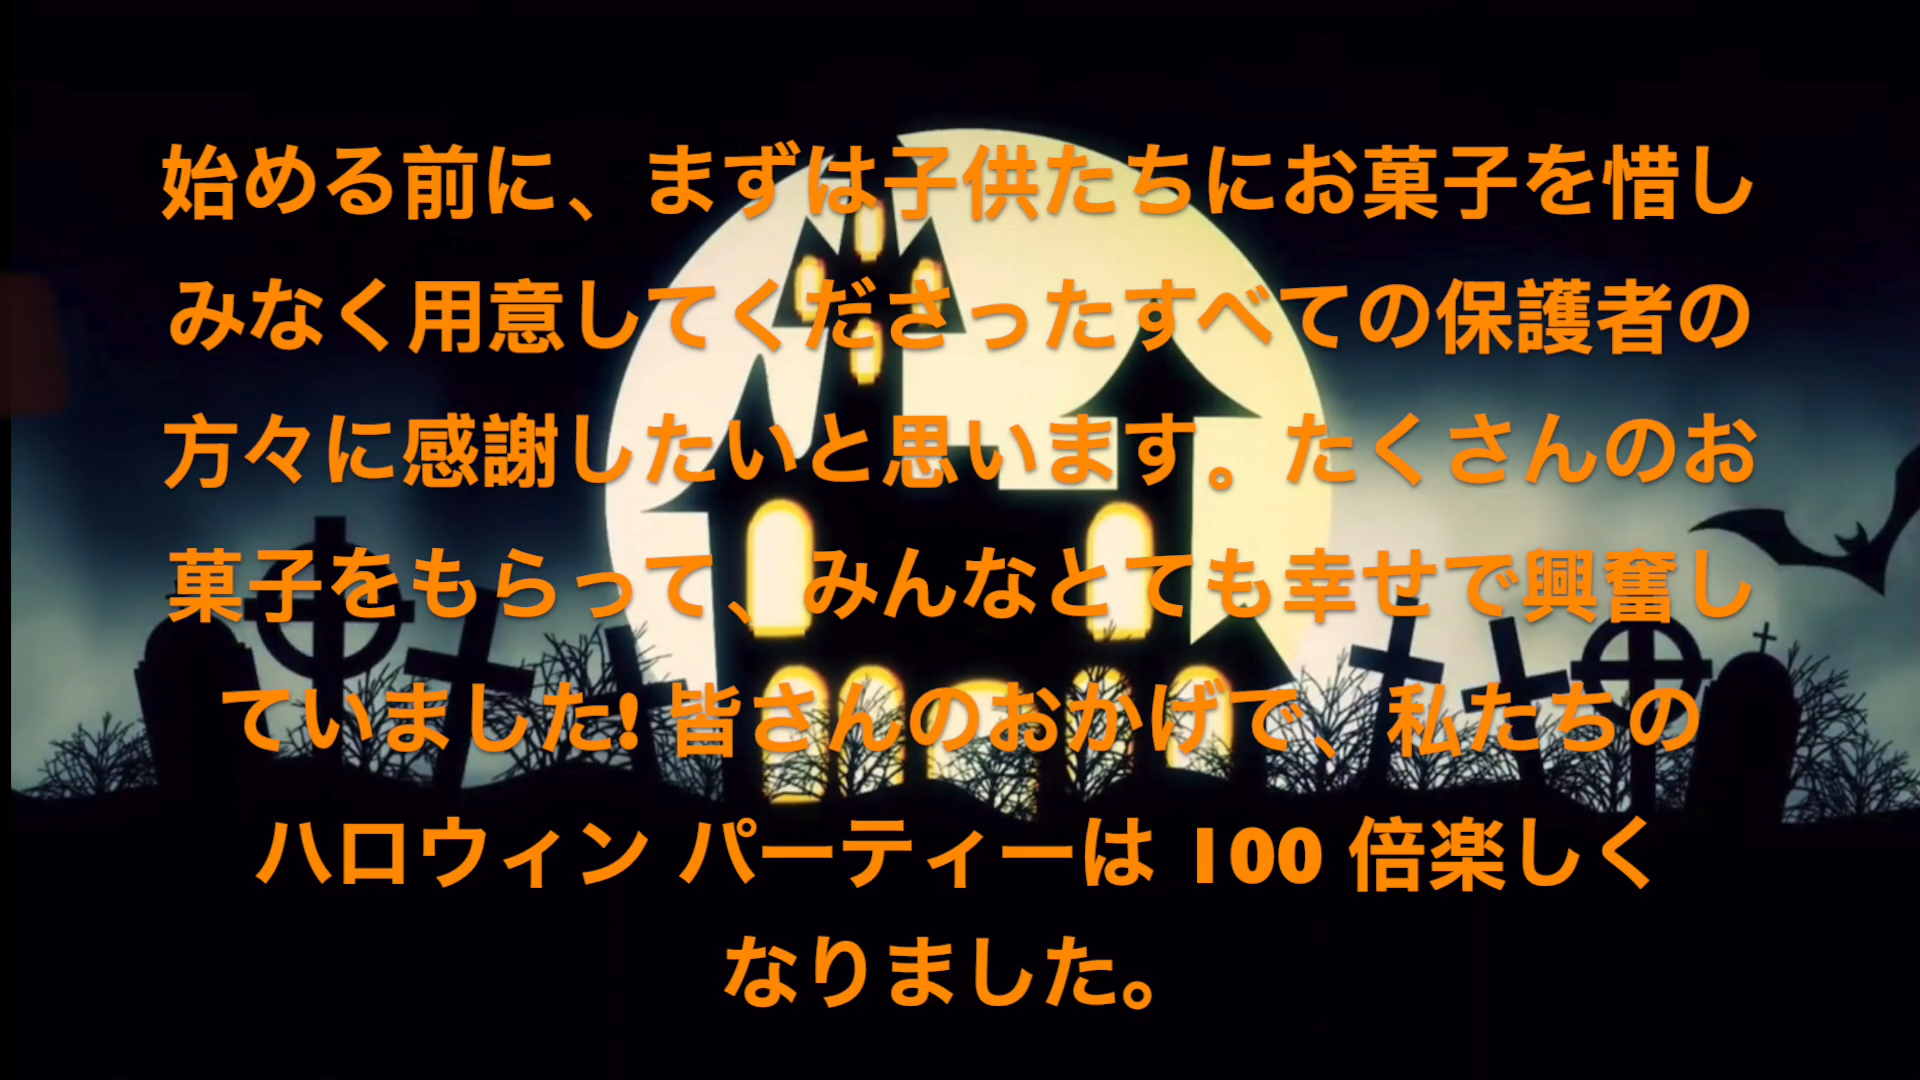 始める前に、まずは子供たちにお菓子を惜し
みなく用意してくださったすべての保護者の
方々に感謝したいと思います。たくさんのお
菓子をもらって、みんなとても幸せで興奮し
ていました! 皆さんのおかげで、私たちの
ハロウィン パーティーは 100 倍楽しく
なりました。